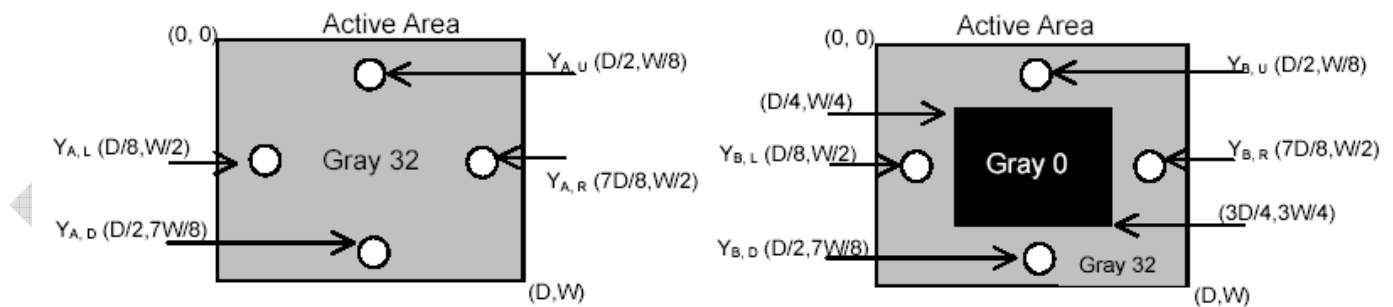 Active Area
(0, 0)
YA, U (D/2,W/8)
YA, L (D/8,W/2)
Gray 32
YA, R (7D/8,W/2)
YA, D (D/2,7W/8)
(D,W)
Active Area
(0, 0)
YB, U (D/2,W/8)
(D/4,W/4)
YB, L (D/8,W/2)
Gray 0
YB, R (7D/8,W/2)
(3D/4,3W/4)
YB, D (D/2,7W/8)
Gray 32
(D,W)